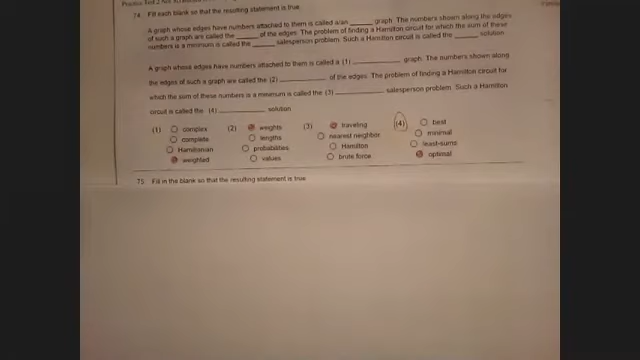 74. Fill each blank so that the resulting statement is true.
A graph whose edges have numbers attached to them is called a/an ______ graph. The numbers shown along the edges
of such a graph are called the ______ of the edges. The problem of finding a Hamilton circuit for which the sum of these
numbers is a minimum is called the ______ salesperson problem. Such a Hamilton circuit is called the ______ solution.
A graph whose edges have numbers attached to them is called a (1) ____________ graph. The numbers shown along
the edges of such a graph are called the (2) ____________ of the edges. The problem of finding a Hamilton circuit for
which the sum of these numbers is a minimum is called the (3) ____________ salesperson problem. Such a Hamilton
circuit is called the (4) ____________ solution.
(1) complex (2) weights (3) traveling (4) best
complete lengths nearest neighbor minimal
Hamiltonian probabilities Hamilton least-sums
weighted values brute force optimal
75. Fill in the blank so that the resulting statement is true.